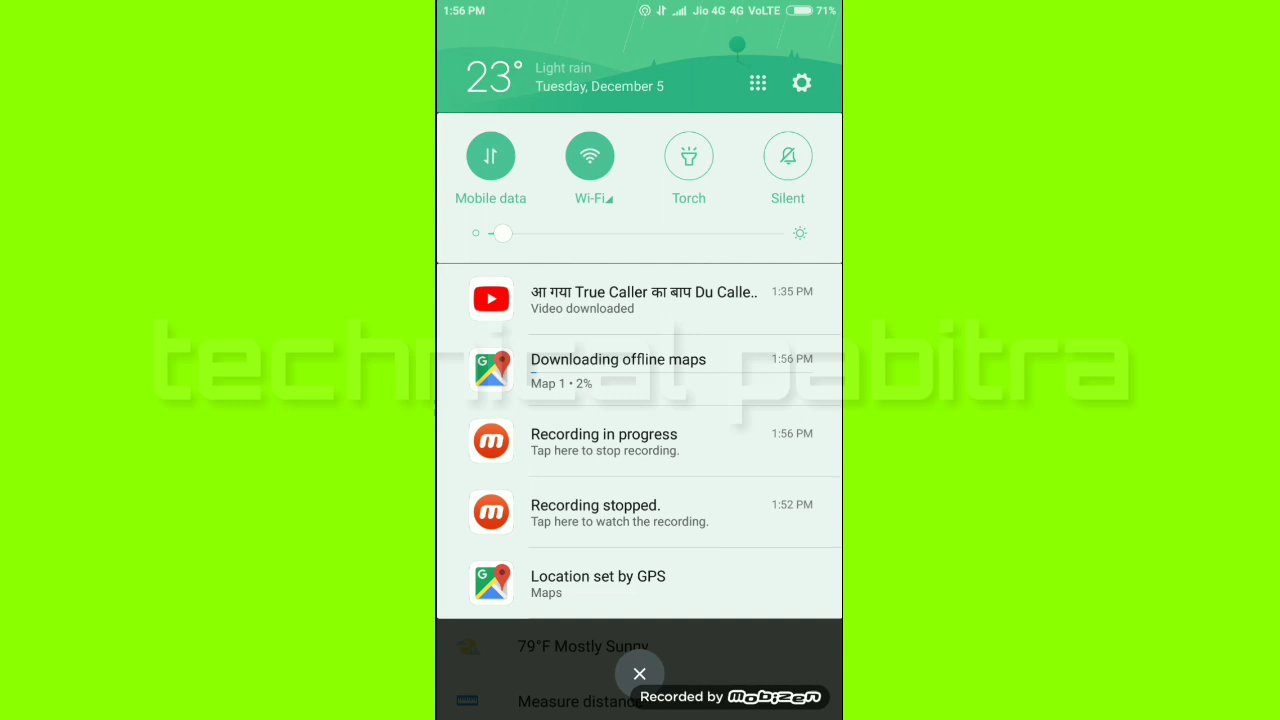 1:56 PM
Jio 4G 4G VoLTE 71%
23°
Light rain
Tuesday, December 5
Mobile data
Wi-Fi
Torch
Silent
आ गया True Caller का बाप Du Calle..
1:35 PM
Video downloaded
Downloading offline maps
1:56 PM
Map 1 • 2%
technical pabitra
Recording in progress
1:56 PM
Tap here to stop recording.
Recording stopped.
1:52 PM
Tap here to watch the recording.
Location set by GPS
Maps
79°F Mostly Sunny
Recorded by mobizen
Measure distance